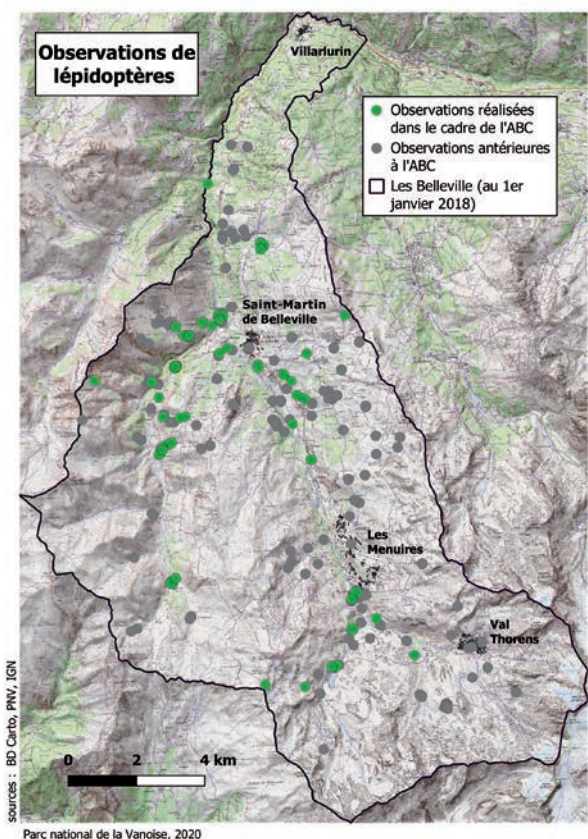 Observations de
lépidoptères
Villarlurin
Observations réalisées
dans le cadre de l'ABC
Observations antérieures
à l'ABC
Les Belleville (au 1er
janvier 2018)
Saint-Martin
de Belleville
Les
Menuires
Val
Thorens
0 2 4 km
sources : BD Carto, PNV, IGN
Parc national de la Vanoise, 2020